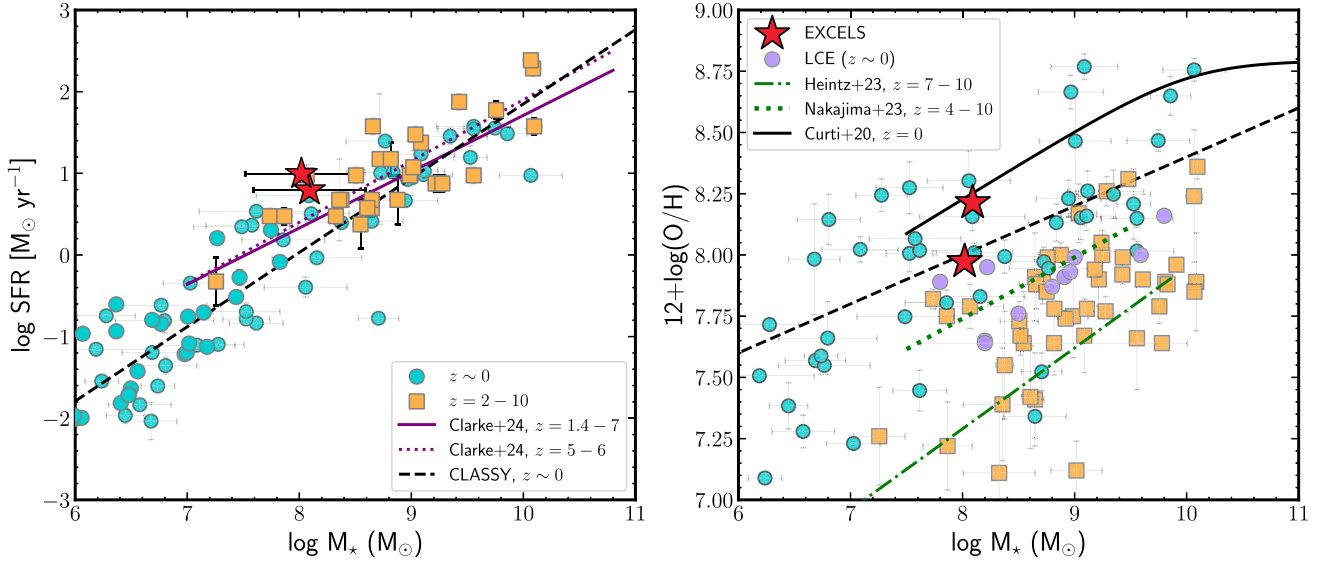 3
2
1
0
−1
−2
−3
log SFR [M⊙ yr⁻¹]
z ∼ 0
z = 2 − 10
Clarke+24, z = 1.4 − 7
Clarke+24, z = 5 − 6
CLASSY, z ∼ 0
6 7 8 9 10 11
log M⋆ (M⊙)
9.00
8.75
8.50
8.25
8.00
7.75
7.50
7.25
7.00
12+log(O/H)
EXCELS
LCE (z ∼ 0)
Heintz+23, z = 7 − 10
Nakajima+23, z = 4 − 10
Curti+20, z = 0
6 7 8 9 10 11
log M⋆ (M⊙)